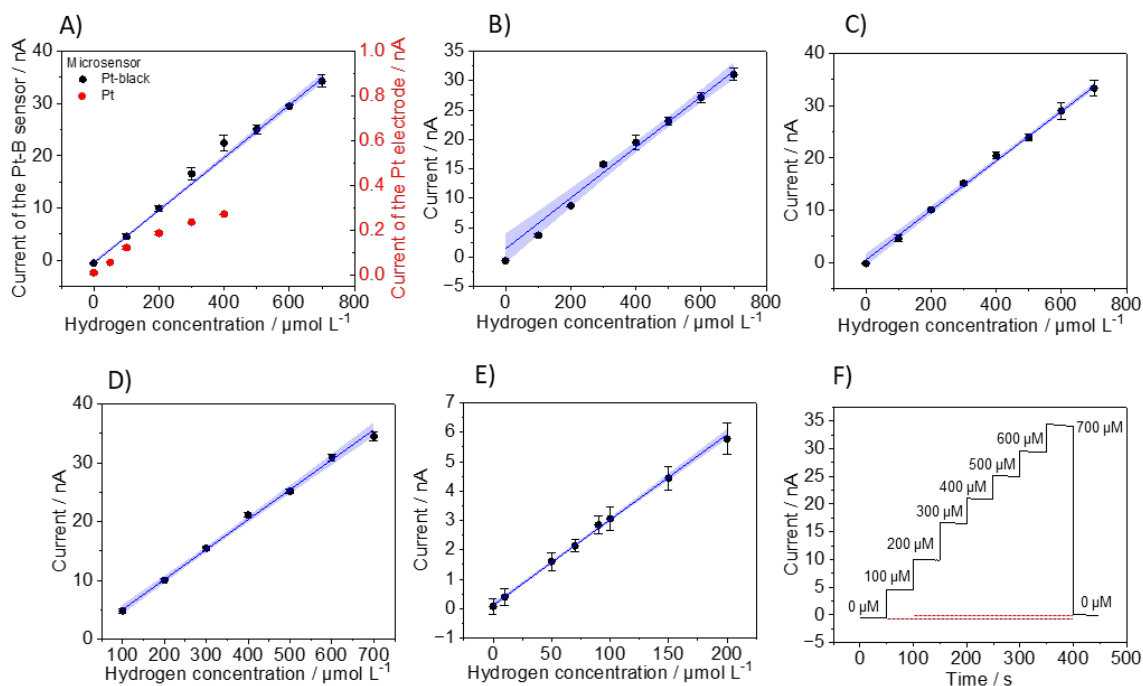 A)
Current of the Pt-B sensor / nA
40
30
20
10
0
Microsensor
Pt-black
Pt
1.0
0.8
0.6
0.4
0.2
0.0
Current of the Pt electrode / nA
0 200 400 600 800
Hydrogen concentration / µmol L⁻¹
B)
Current / nA
35
30
25
20
15
10
5
0
−5
0 200 400 600 800
Hydrogen concentration / µmol L⁻¹
C)
Current / nA
40
30
20
10
0
0 200 400 600 800
Hydrogen concentration / µmol L⁻¹
D)
Current / nA
40
30
20
10
0
100 200 300 400 500 600 700
Hydrogen concentration / µmol L⁻¹
E)
Current / nA
7
6
5
4
3
2
1
0
−1
0 50 100 150 200
Hydrogen concentration / µmol L⁻¹
F)
Current / nA
35
30
25
20
15
10
5
0
−5
0 µM
100 µM
200 µM
300 µM
400 µM
500 µM
600 µM
700 µM
0 µM
0 100 200 300 400 500
Time / s